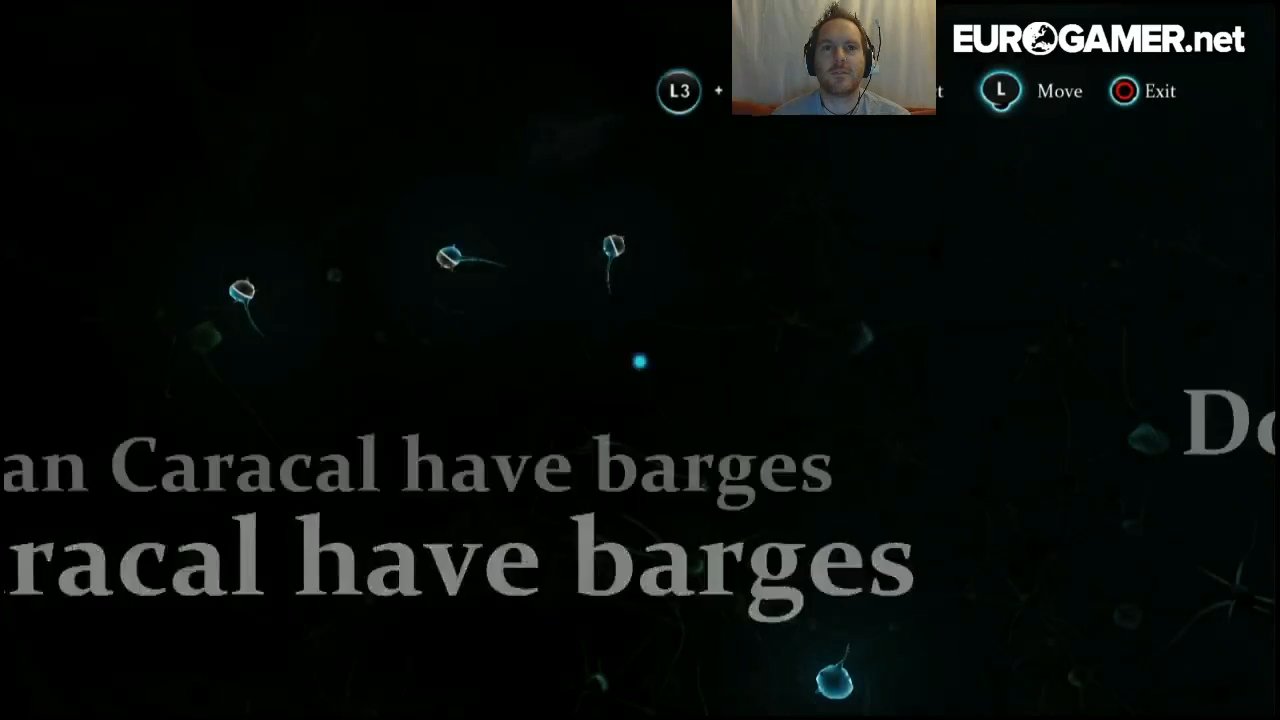 EUROGAMER.net
L3 + t L Move Exit
Do
an Caracal have barges
racal have barges